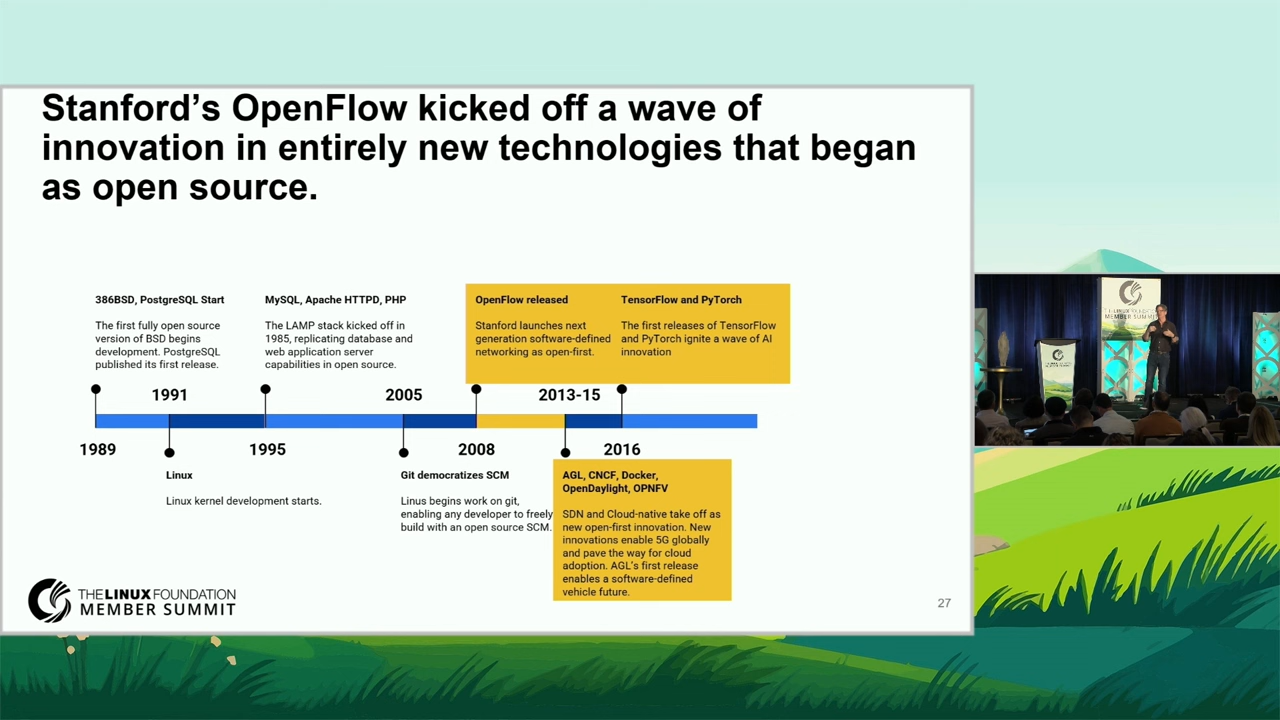 Stanford’s OpenFlow kicked off a wave of
innovation in entirely new technologies that began
as open source.
386BSD, PostgreSQL Start
The first fully open source
version of BSD begins
development. PostgreSQL
published its first release.
MySQL, Apache HTTPD, PHP
The LAMP stack kicked off in
1985, replicating database and
web application server
capabilities in open source.
OpenFlow released
Stanford launches next
generation software-defined
networking as open-first.
TensorFlow and PyTorch
The first releases of TensorFlow
and PyTorch ignite a wave of AI
innovation
1991
2005
2013-15
1989
1995
2008
2016
Linux
Linux kernel development starts.
Git democratizes SCM
Linus begins work on git,
enabling any developer to freely
build with an open source SCM.
AGL, CNCF, Docker,
OpenDaylight, OPNFV
SDN and Cloud-native take off as
new open-first innovation. New
innovations enable 5G globally
and pave the way for cloud
adoption. AGL’s first release
enables a software-defined
vehicle future.
THE LINUX FOUNDATION
MEMBER SUMMIT
27
MEMBER SUMMIT